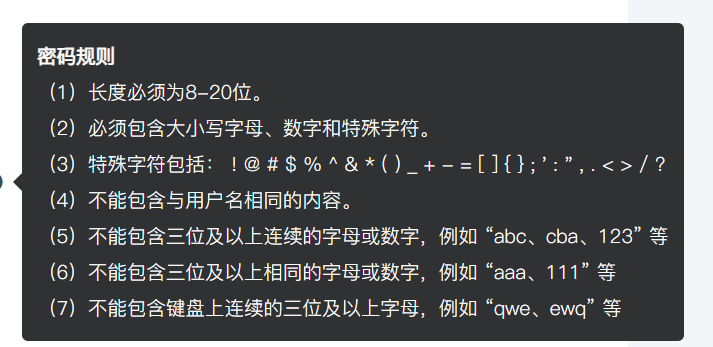 密码规则
（1）长度必须为8-20位。
（2）必须包含大小写字母、数字和特殊字符。
（3）特殊字符包括： ! @ # $ % ^ & * ( ) _ + - = [ ] { } ; ' : " , . < > / ?
（4）不能包含与用户名相同的内容。
（5）不能包含三位及以上连续的字母或数字，例如 “abc、cba、123” 等
（6）不能包含三位及以上相同的字母或数字，例如 “aaa、111” 等
（7）不能包含键盘上连续的三位及以上字母，例如 “qwe、ewq” 等